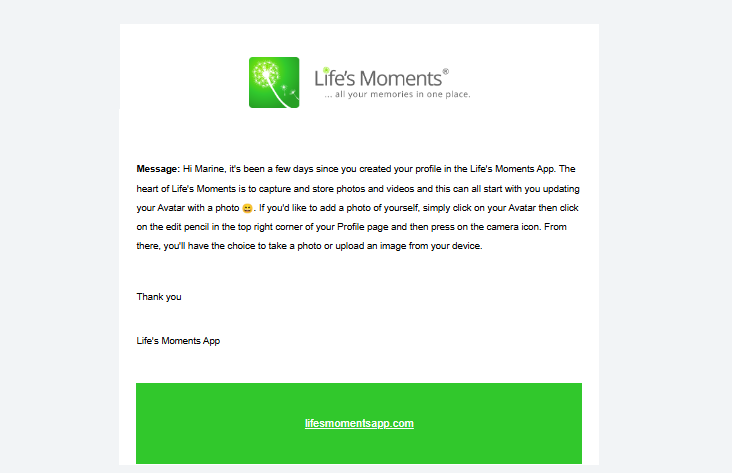 Life's Moments®
... all your memories in one place.
Message: Hi Marine, it's been a few days since you created your profile in the Life's Moments App. The
heart of Life's Moments is to capture and store photos and videos and this can all start with you updating
your Avatar with a photo 😀. If you'd like to add a photo of yourself, simply click on your Avatar then click
on the edit pencil in the top right corner of your Profile page and then press on the camera icon. From
there, you'll have the choice to take a photo or upload an image from your device.
Thank you
Life's Moments App
lifesmomentsapp.com